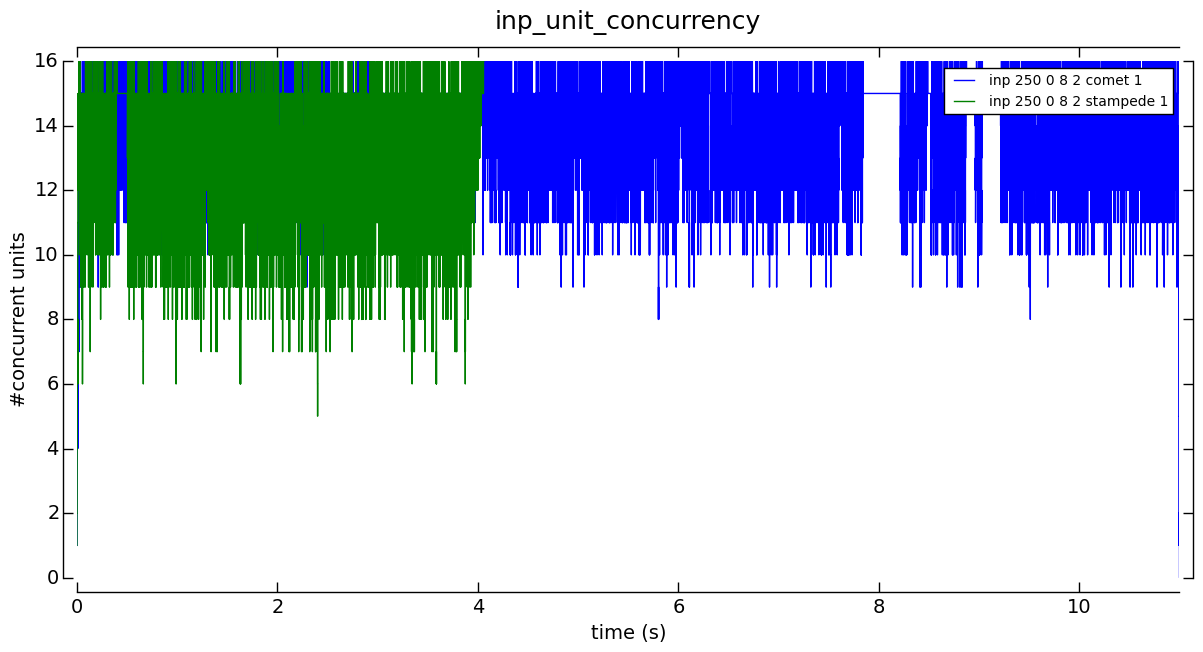 inp_unit_concurrency
inp 250 0 8 2 comet 1
inp 250 0 8 2 stampede 1
#concurrent units
16
14
12
10
8
6
4
2
0
0 2 4 6 8 10
time (s)